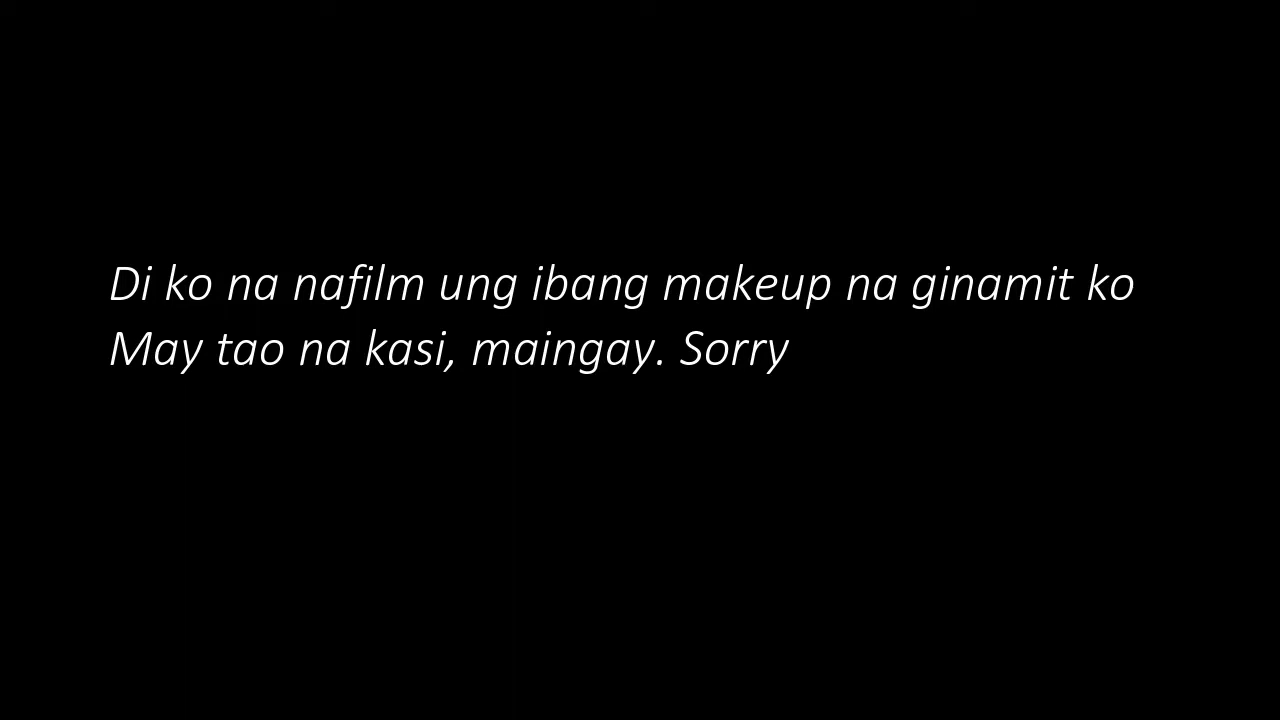 Di ko na nafilm ung ibang makeup na ginamit ko
May tao na kasi, maingay. Sorry